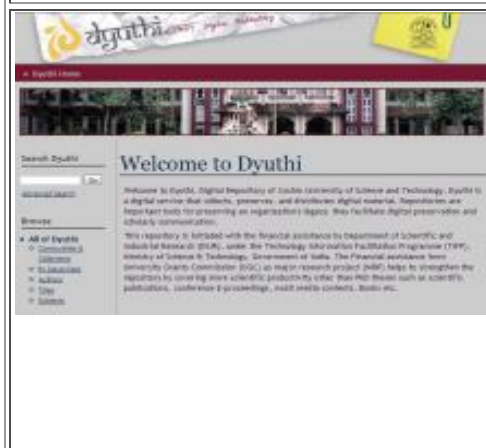 dyuthi
Dyuthi Home
Search Dyuthi
Welcome to Dyuthi
Go
Advanced Search
Welcome to Dyuthi, Digital Repository of Cochin University of Science and Technology. Dyuthi is
a digital service that collects, preserves, and distributes digital material. Repositories are
important tools for preserving an organization's legacy; they facilitate digital preservation and
scholarly communication.
Browse
This repository is initiated with the financial assistance by Department of Scientific and
Industrial Research (DSIR), under the Technology Information Facilitation Programme (TIFP),
Ministry of Science & Technology, Government of India. The Financial assistance from
University Grants Commission (UGC) as major research project (MRP) helps to strengthen the
repository by covering more scientific productivity other than PhD theses such as scientific
publications, conference E-proceedings, mixed media contents, Books etc.
All of Dyuthi
Communities &
Collections
By Issue Date
Authors
Titles
Subjects